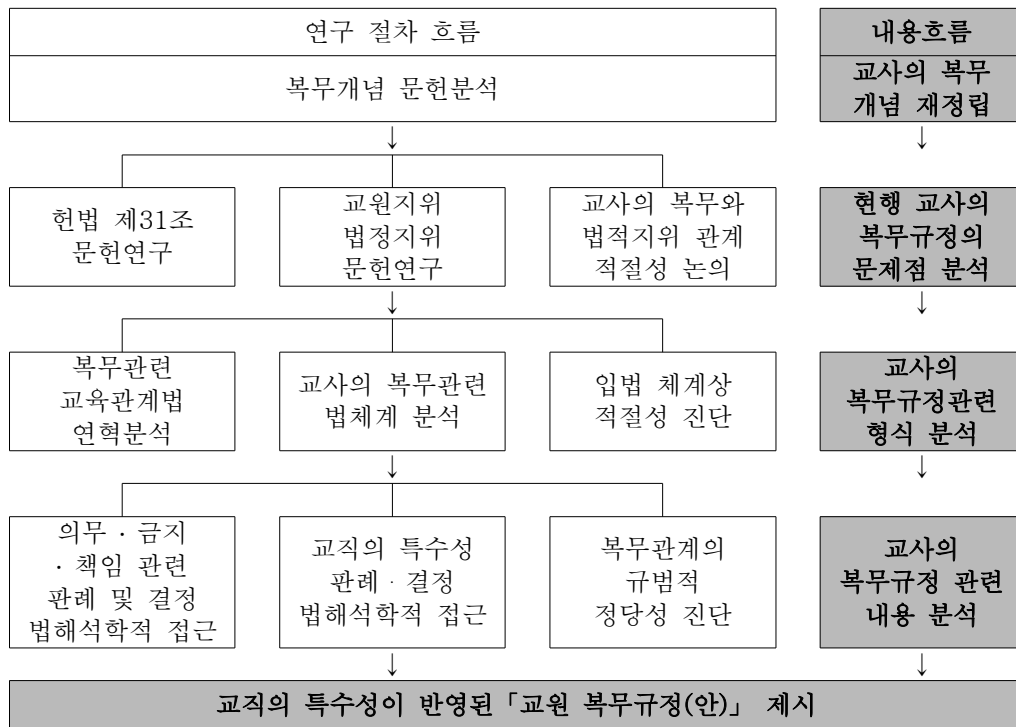 연구 절차 흐름
내용흐름
복무개념 문헌분석
교사의 복무
개념 재정립
헌법 제31조
문헌연구
교원지위
법정지위
문헌연구
교사의 복무와
법적지위 관계
적절성 논의
현행 교사의
복무규정의
문제점 분석
복무관련
교육관계법
연혁분석
교사의 복무관련
법체계 분석
입법 체계상
적절성 진단
교사의
복무규정관련
형식 분석
의무 · 금지
· 책임 관련
판례 및 결정
법해석학적 접근
교직의 특수성
판례 · 결정
법해석학적 접근
복무관계의
규범적
정당성 진단
교사의
복무규정 관련
내용 분석
교직의 특수성이 반영된 「교원 복무규정(안)」 제시